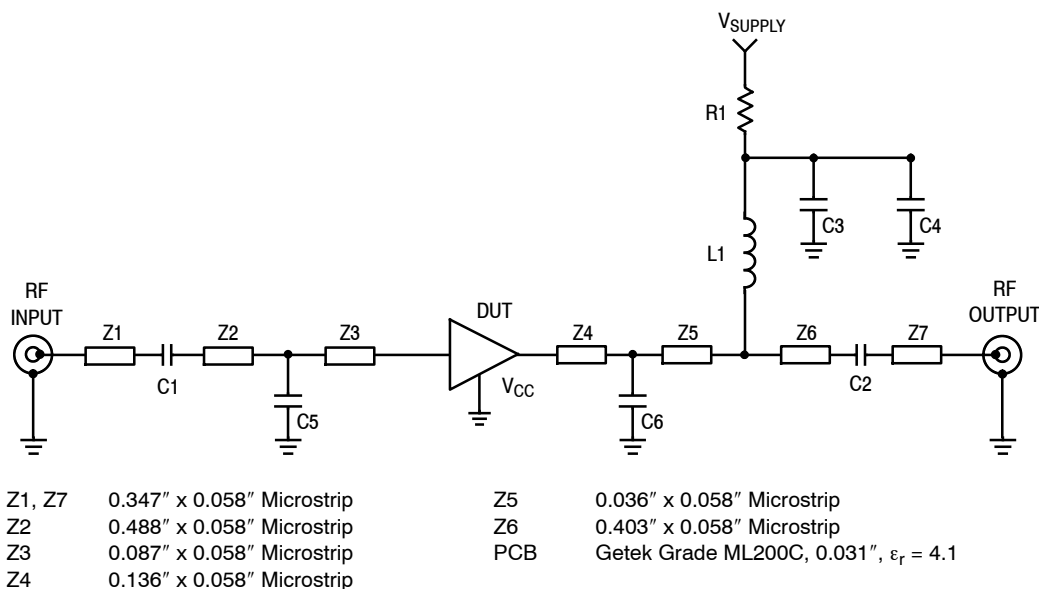 V_SUPPLY
R1
C3
C4
L1
RF
INPUT
RF
OUTPUT
DUT
Z1
Z2
Z3
Z4
Z5
Z6
Z7
C1
C5
V_CC
C6
C2
Z1, Z7 0.347″ x 0.058″ Microstrip
Z2 0.488″ x 0.058″ Microstrip
Z3 0.087″ x 0.058″ Microstrip
Z4 0.136″ x 0.058″ Microstrip
Z5 0.036″ x 0.058″ Microstrip
Z6 0.403″ x 0.058″ Microstrip
PCB Getek Grade ML200C, 0.031″, ε_r = 4.1